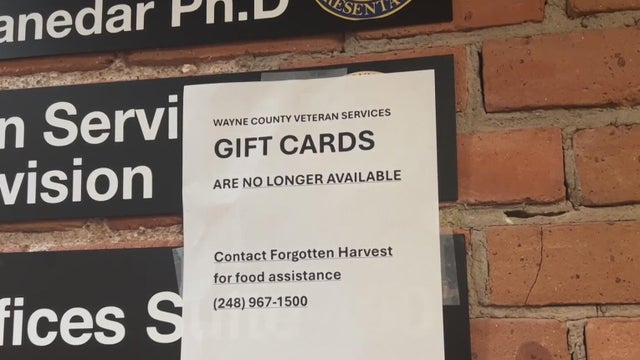 anedar Ph.D
n Servi
vision
fices S
WAYNE COUNTY VETERAN SERVICES
GIFT CARDS
ARE NO LONGER AVAILABLE
Contact Forgotten Harvest
for food assistance
(248) 967-1500